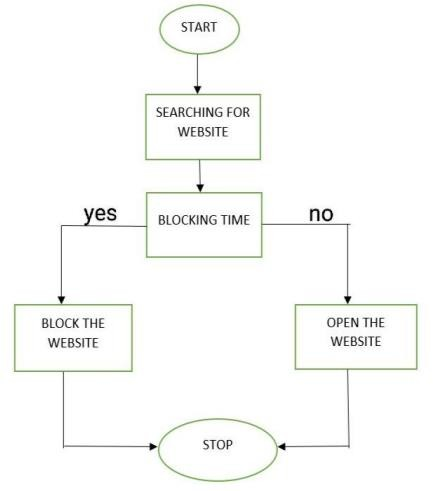 START
SEARCHING FOR
WEBSITE
BLOCKING TIME
yes
no
BLOCK THE
WEBSITE
OPEN THE
WEBSITE
STOP